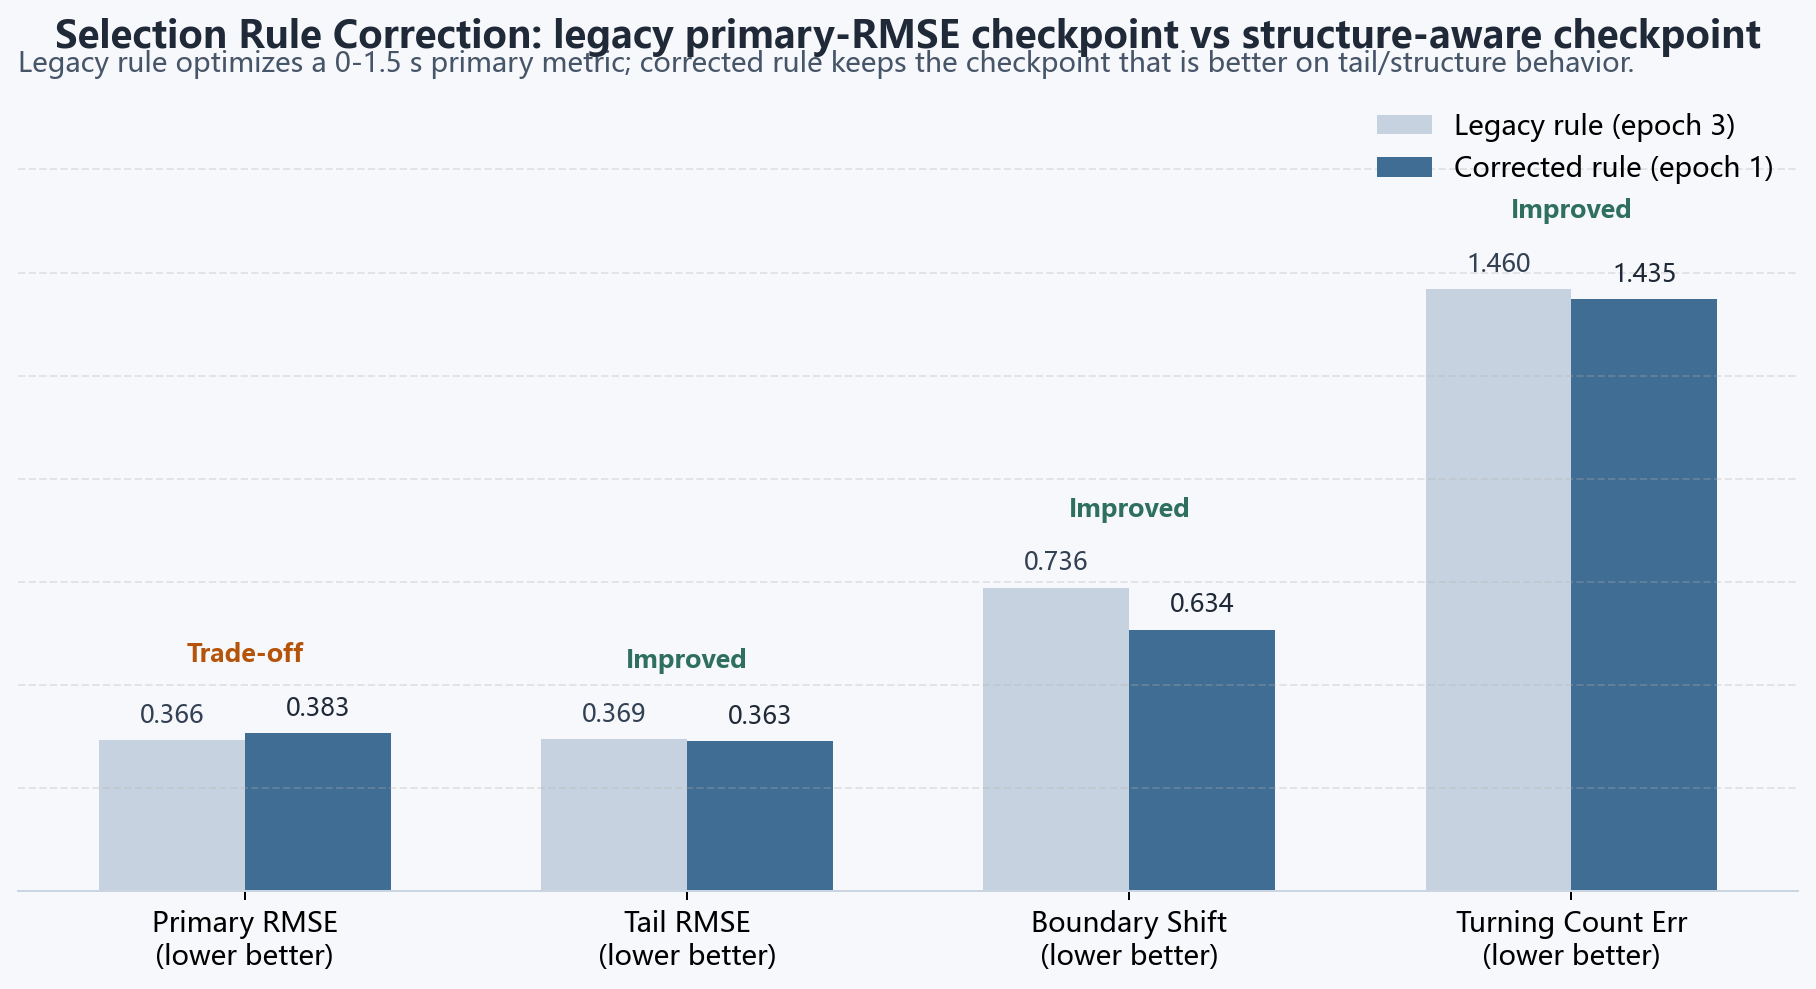 Selection Rule Correction: legacy primary-RMSE checkpoint vs structure-aware checkpoint
Legacy rule optimizes a 0-1.5 s primary metric; corrected rule keeps the checkpoint that is better on tail/structure behavior.
Legacy rule (epoch 3)
Corrected rule (epoch 1)
Improved
1.460
1.435
Improved
0.736
0.634
Trade-off
Improved
0.366
0.383
0.369
0.363
Primary RMSE
(lower better)
Tail RMSE
(lower better)
Boundary Shift
(lower better)
Turning Count Err
(lower better)